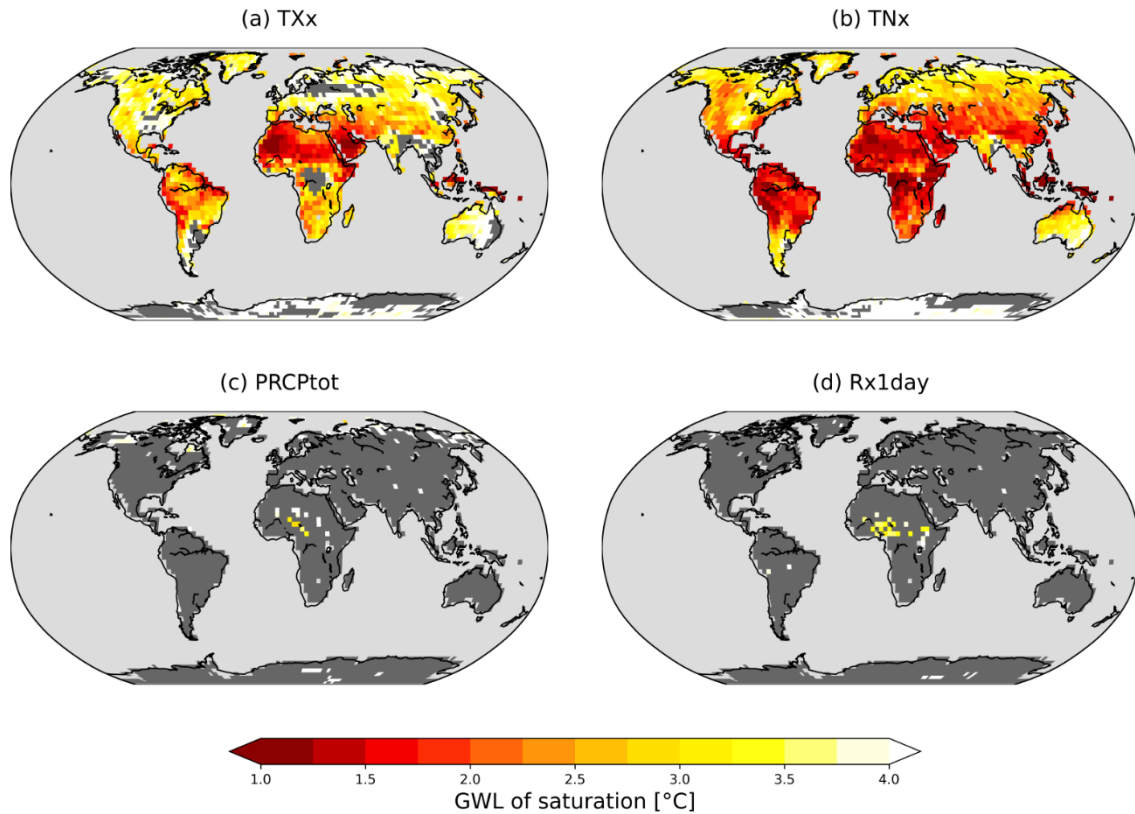 (a) TXx
(b) TNx
(c) PRCPtot
(d) Rx1day
1.0 1.5 2.0 2.5 3.0 3.5 4.0
GWL of saturation [°C]